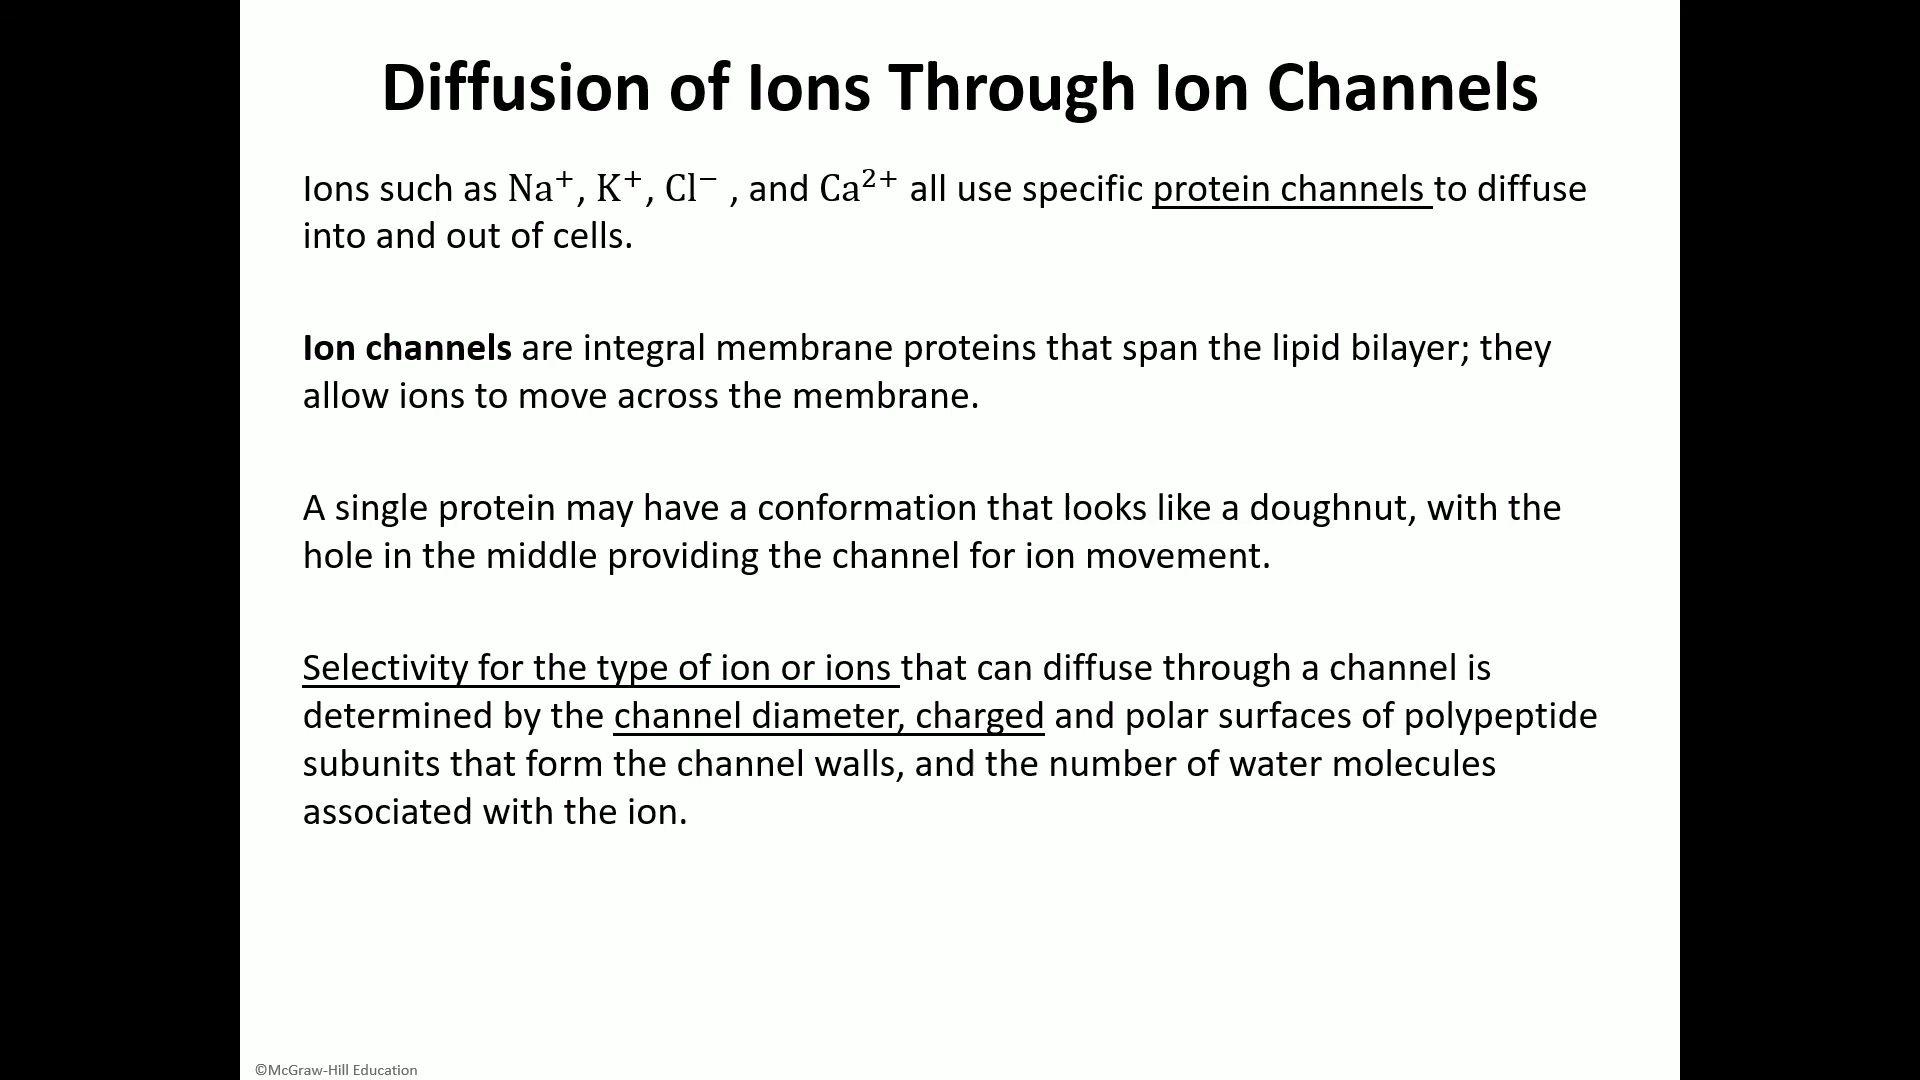 Diffusion of Ions Through Ion Channels
Ions such as Na⁺, K⁺, Cl⁻ , and Ca²⁺ all use specific protein channels to diffuse
into and out of cells.
Ion channels are integral membrane proteins that span the lipid bilayer; they
allow ions to move across the membrane.
A single protein may have a conformation that looks like a doughnut, with the
hole in the middle providing the channel for ion movement.
Selectivity for the type of ion or ions that can diffuse through a channel is
determined by the channel diameter, charged and polar surfaces of polypeptide
subunits that form the channel walls, and the number of water molecules
associated with the ion.
©McGraw-Hill Education